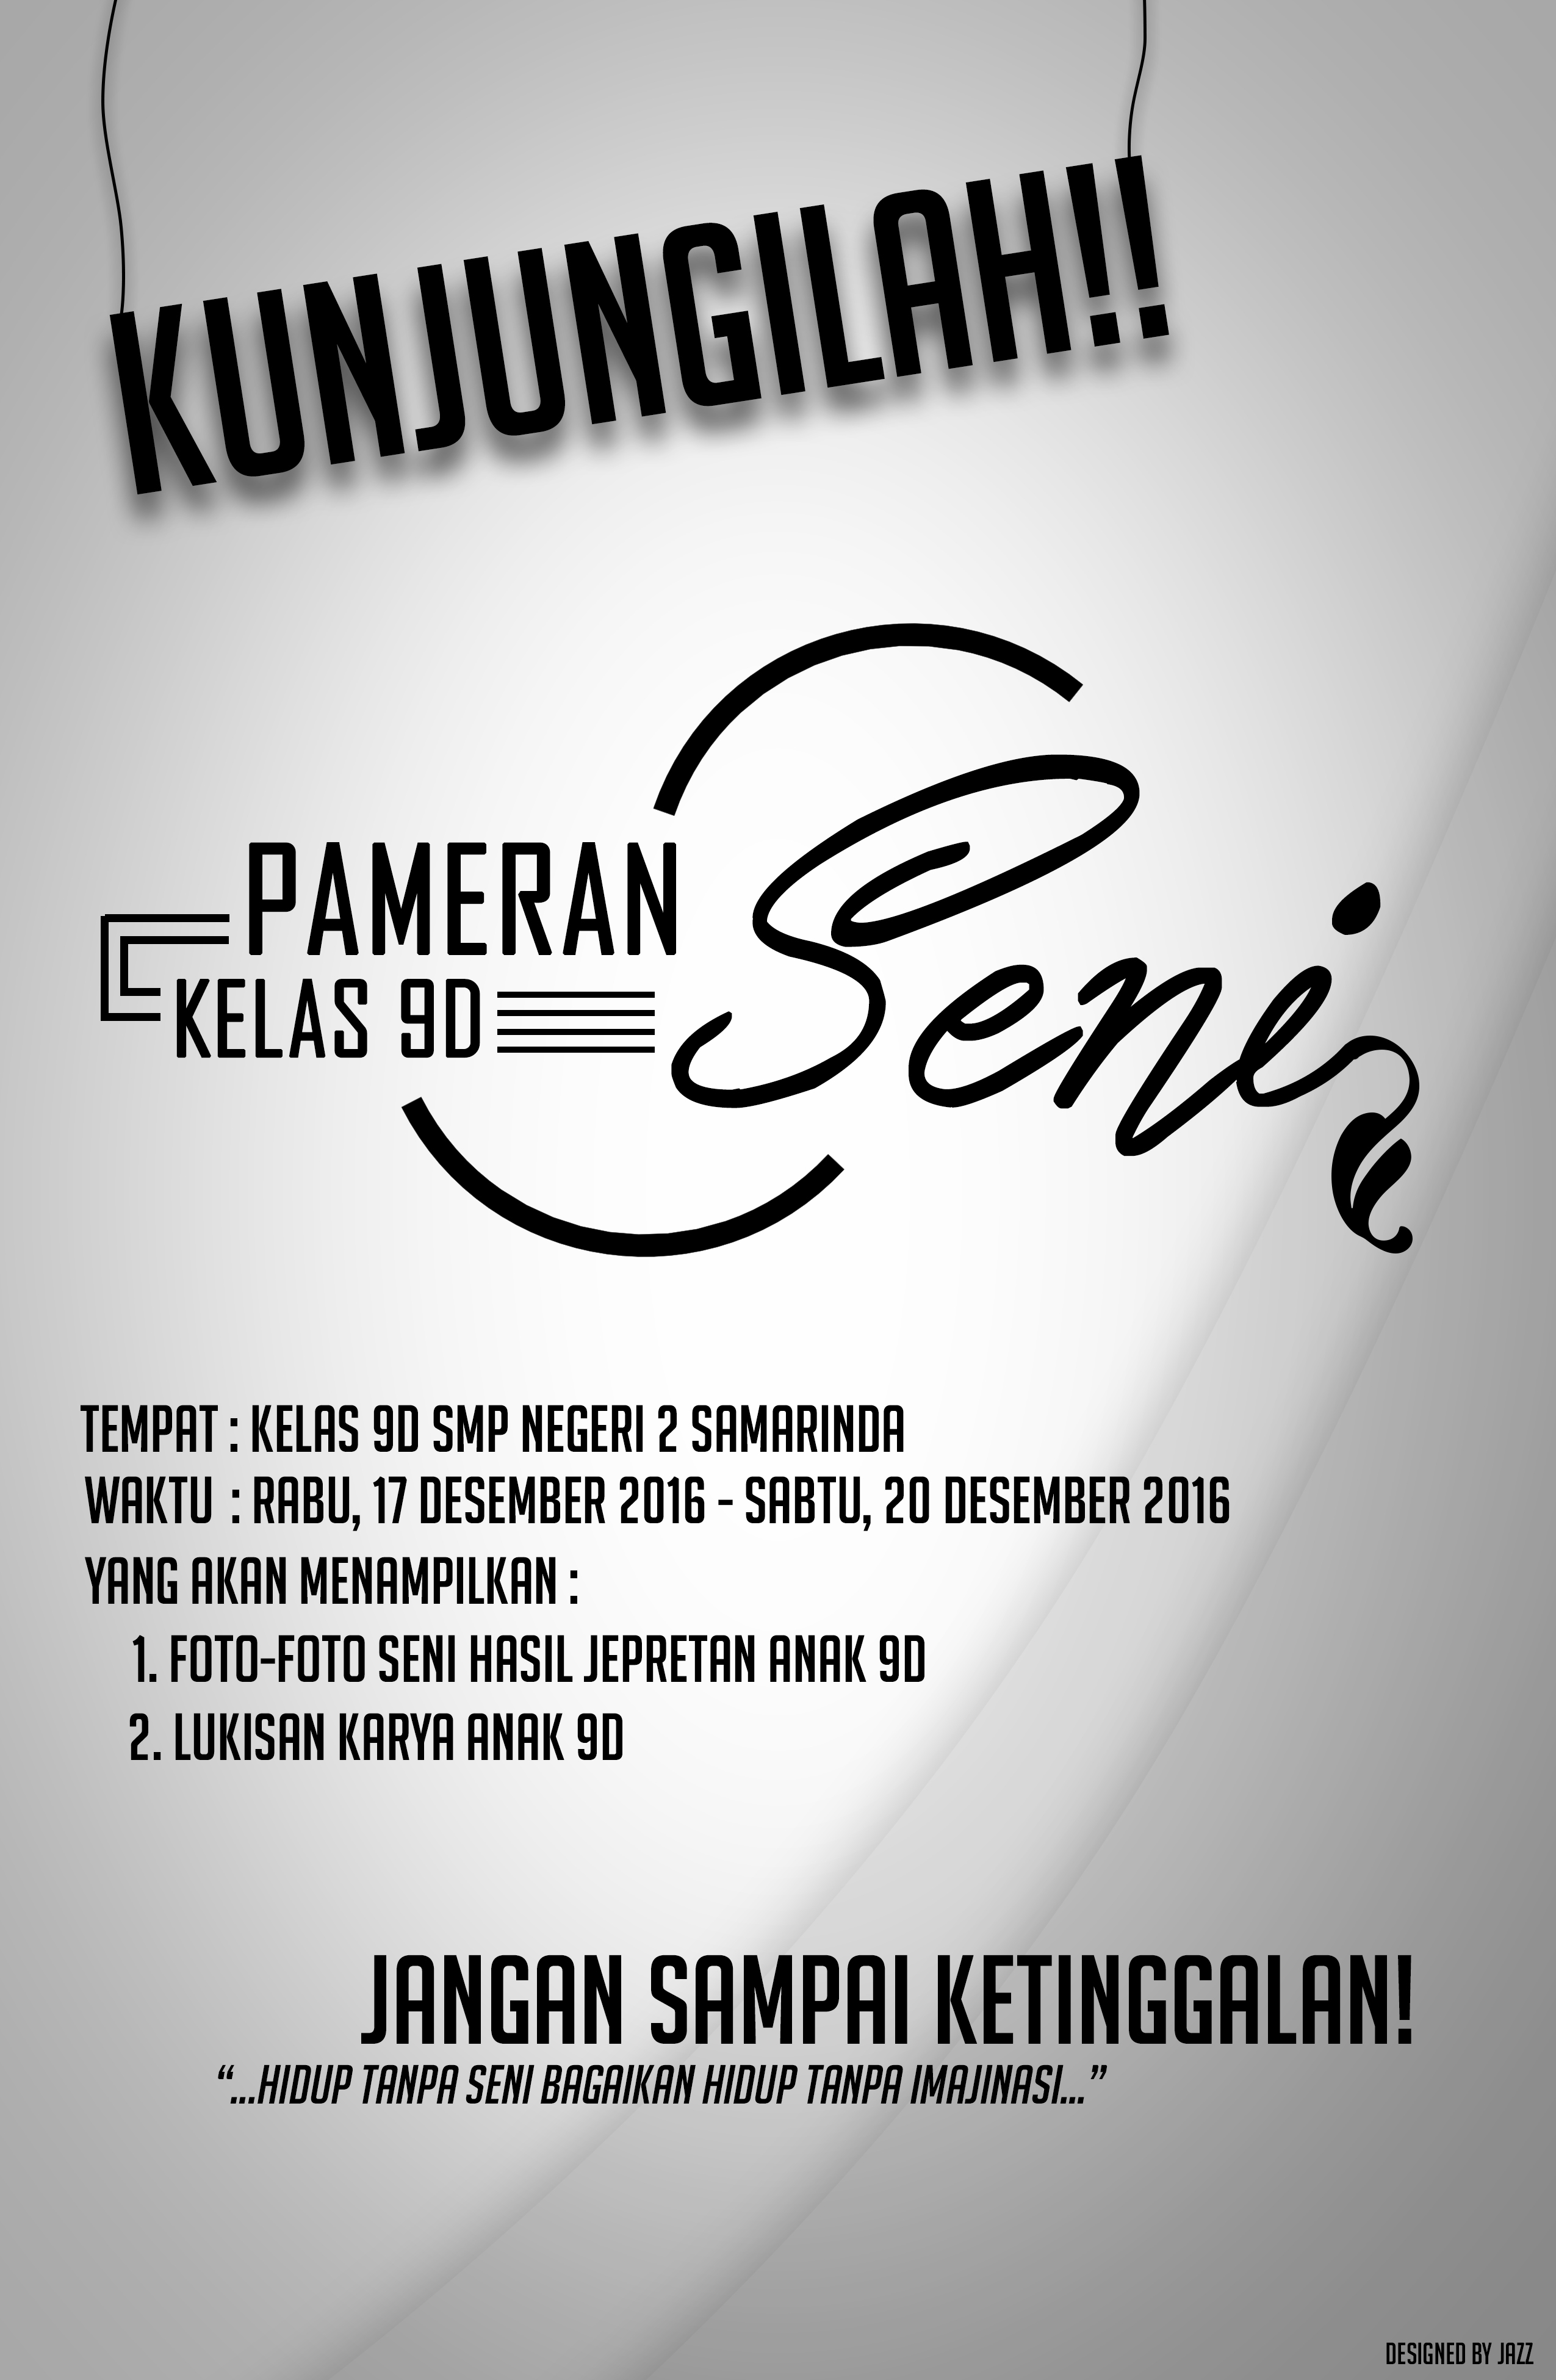 KUNJUNGILAH!!
PAMERAN
KELAS 9D
Seni
TEMPAT : KELAS 9D SMP NEGERI 2 SAMARINDA
WAKTU : RABU, 17 DESEMBER 2016 - SABTU, 20 DESEMBER 2016
YANG AKAN MENAMPILKAN :
1. FOTO-FOTO SENI HASIL JEPRETAN ANAK 9D
2. LUKISAN KARYA ANAK 9D
JANGAN SAMPAI KETINGGALAN!
“...HIDUP TANPA SENI BAGAIKAN HIDUP TANPA IMAJINASI...”
DESIGNED BY JAZZ